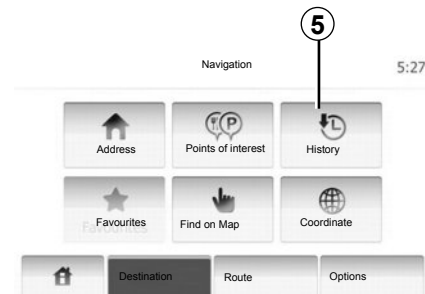 5
Navigation 5:27
Address Points of interest History
Favourites Find on Map Coordinate
Destination Route Options